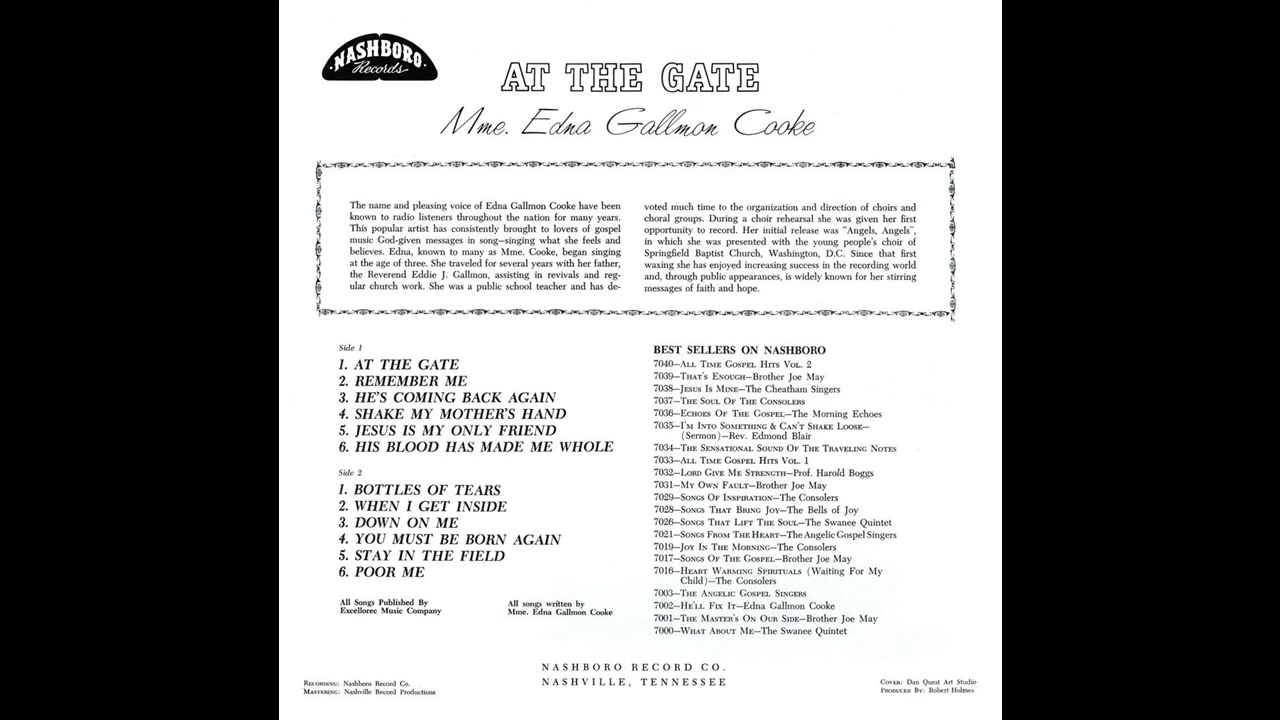 NASHBORO
Records
AT THE GATE
Mme. Edna Gallmon Cooke
The name and pleasing voice of Edna Gallmon Cooke have been
known to radio listeners throughout the nation for many years.
This popular artist has consistently brought to lovers of gospel
music God-given messages in song—singing what she feels and
believes. Edna, known to many as Mme. Cooke, began singing
at the age of three. She traveled for several years with her father,
the Reverend Eddie J. Gallmon, assisting in revivals and reg-
ular church work. She was a public school teacher and has de-
voted much time to the organization and direction of choirs and
choral groups. During a choir rehearsal she was given her first
opportunity to record. Her initial release was "Angels, Angels",
in which she was presented with the young people's choir of
Springfield Baptist Church, Washington, D.C. Since that first
waxing she has enjoyed increasing success in the recording world
and, through public appearances, is widely known for her stirring
messages of faith and hope.
Side 1
1. AT THE GATE
2. REMEMBER ME
3. HE'S COMING BACK AGAIN
4. SHAKE MY MOTHER'S HAND
5. JESUS IS MY ONLY FRIEND
6. HIS BLOOD HAS MADE ME WHOLE
Side 2
1. BOTTLES OF TEARS
2. WHEN I GET INSIDE
3. DOWN ON ME
4. YOU MUST BE BORN AGAIN
5. STAY IN THE FIELD
6. POOR ME
All Songs Published By
Excellorec Music Company
All songs written by
Mme. Edna Gallmon Cooke
BEST SELLERS ON NASHBORO
7040—ALL TIME GOSPEL HITS VOL. 2
7039—THAT'S ENOUGH—Brother Joe May
7038—JESUS IS MINE—The Cheatham Singers
7037—THE SOUL OF THE CONSOLERS
7036—ECHOES OF THE GOSPEL—The Morning Echoes
7035—I'M INTO SOMETHING & CAN'T SHAKE LOOSE—
(Sermon)—Rev. Edmond Blair
7034—THE SENSATIONAL SOUND OF THE TRAVELING NOTES
7033—ALL TIME GOSPEL HITS VOL. 1
7032—LORD GIVE ME STRENGTH—Prof. Harold Boggs
7031—MY OWN FAULT—Brother Joe May
7029—SONGS OF INSPIRATION—The Consolers
7028—SONGS THAT BRING JOY—The Bells of Joy
7026—SONGS THAT LIFT THE SOUL—The Swanee Quintet
7021—SONGS FROM THE HEART—The Angelic Gospel Singers
7019—JOY IN THE MORNING—The Consolers
7017—SONGS OF THE GOSPEL—Brother Joe May
7016—HEART WARMING SPIRITUALS (Waiting For My
Child)—The Consolers
7003—THE ANGELIC GOSPEL SINGERS
7002—HE'LL FIX IT—Edna Gallmon Cooke
7001—THE MASTER'S ON OUR SIDE—Brother Joe May
7000—WHAT ABOUT ME—The Swanee Quintet
NASHBORO RECORD CO.
NASHVILLE, TENNESSEE
RECORDING: Nashboro Record Co.
MASTERING: Nashville Record Productions
COVER: Dan Quest Art Studio
PRODUCED BY: Robert Holmes